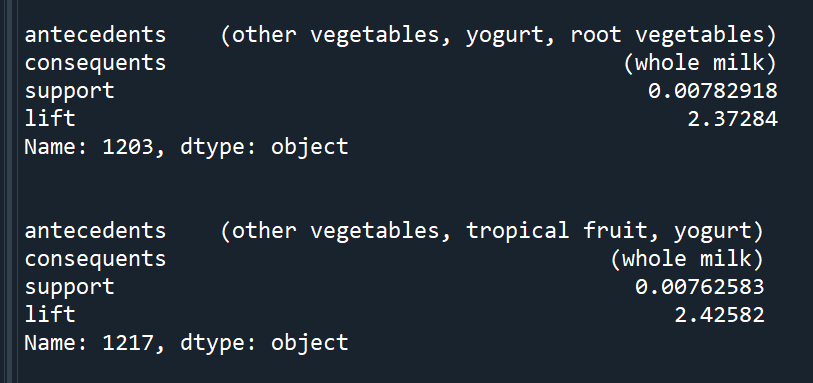 antecedents    (other vegetables, yogurt, root vegetables)
consequents                                   (whole milk)
support                                         0.00782918
lift                                               2.37284
Name: 1203, dtype: object
antecedents    (other vegetables, tropical fruit, yogurt)
consequents                                  (whole milk)
support                                        0.00762583
lift                                              2.42582
Name: 1217, dtype: object